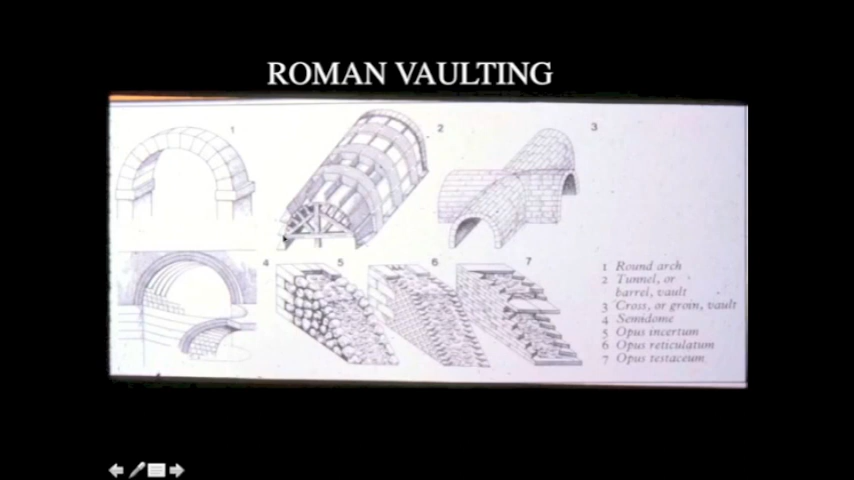 ROMAN VAULTING
1
2
3
4
5
6
7
1 Round arch
2 Tunnel, or
barrel, vault
3 Cross, or groin, vault
4 Semidome
5 Opus incertum
6 Opus reticulatum
7 Opus testaceum